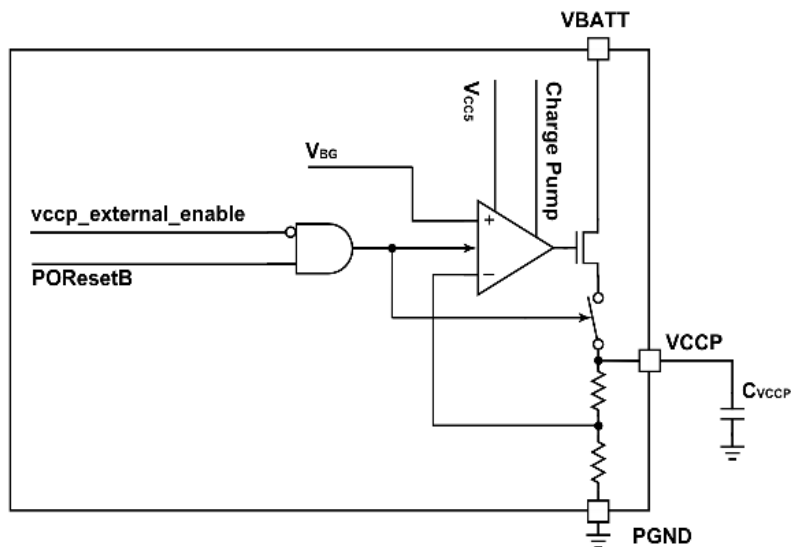 VBATT
VCC5
Charge Pump
VBG
vccp_external_enable
POResetB
+
−
VCCP
CVCCP
PGND